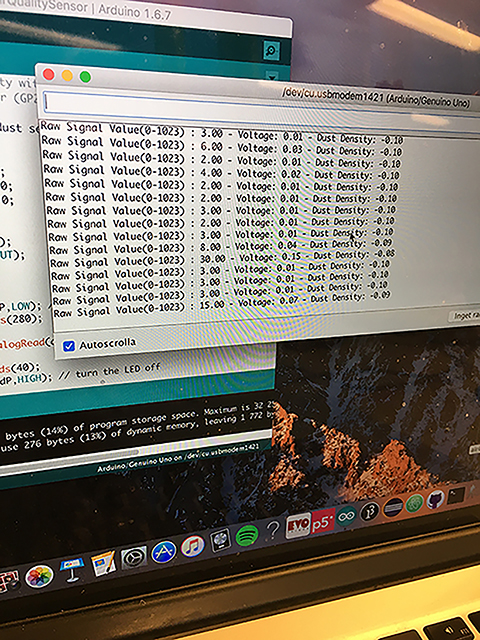 rQualitySensor | Arduino 1.6.7
/dev/cu.usbmodem1421 (Arduino/Genuino Uno)
ty wi
r (GP2
Raw Signal Value(0-1023) : 3.00 - Voltage: 0.01 - Dust Density: -0.10
dust se
Raw Signal Value(0-1023) : 6.00 - Voltage: 0.03 - Dust Density: -0.10
Raw Signal Value(0-1023) : 2.00 - Voltage: 0.01 - Dust Density: -0.10
Raw Signal Value(0-1023) : 4.00 - Voltage: 0.02 - Dust Density: -0.10
0;
Raw Signal Value(0-1023) : 2.00 - Voltage: 0.01 - Dust Density: -0.10
0;
Raw Signal Value(0-1023) : 2.00 - Voltage: 0.01 - Dust Density: -0.10
Raw Signal Value(0-1023) : 3.00 - Voltage: 0.01 - Dust Density: -0.10
Raw Signal Value(0-1023) : 2.00 - Voltage: 0.01 - Dust Density: -0.10
);
Raw Signal Value(0-1023) : 3.00 - Voltage: 0.01 - Dust Density: -0.10
UT);
Raw Signal Value(0-1023) : 8.00 - Voltage: 0.04 - Dust Density: -0.09
Raw Signal Value(0-1023) : 30.00 - Voltage: 0.15 - Dust Density: -0.08
Raw Signal Value(0-1023) : 3.00 - Voltage: 0.01 - Dust Density: -0.10
Raw Signal Value(0-1023) : 3.00 - Voltage: 0.01 - Dust Density: -0.10
P,LOW); /
Raw Signal Value(0-1023) : 3.00 - Voltage: 0.01 - Dust Density: -0.10
s(280);
Raw Signal Value(0-1023) : 15.00 - Voltage: 0.07 - Dust Density: -0.09
alogRead(
Autoscrolla
Inget ra
ds(40);
dP,HIGH); // turn the LED off
bytes (14%) of program storage space. Maximum is 32 2
use 276 bytes (13%) of dynamic memory, leaving 1 772 b
Arduino/Genuino Uno on /dev/cu.usbmodem1421
EVO
p5*